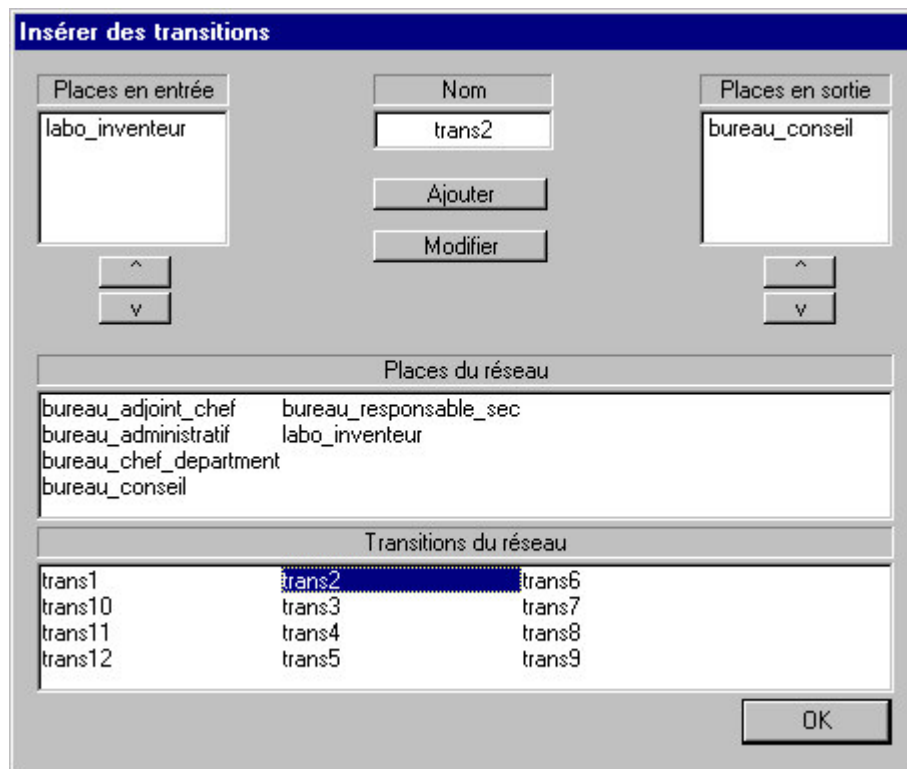 Insérer des transitions
Places en entrée
Nom
Places en sortie
labo_inventeur
trans2
bureau_conseil
Ajouter
Modifier
^
^
v
v
Places du réseau
bureau_adjoint_chef bureau_responsable_sec
bureau_administratif labo_inventeur
bureau_chef_department
bureau_conseil
Transitions du réseau
trans1 trans2 trans6
trans10 trans3 trans7
trans11 trans4 trans8
trans12 trans5 trans9
OK